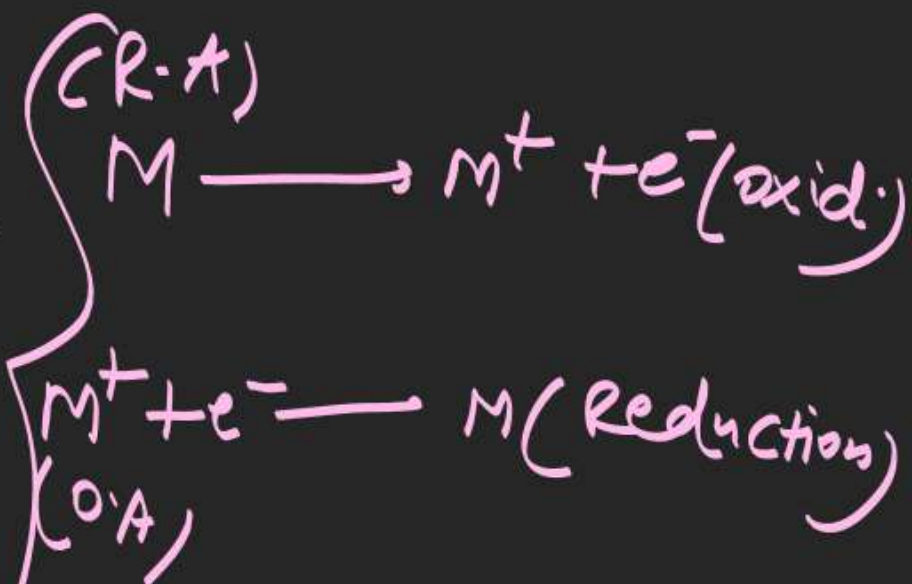 (R.A)
M → M⁺ + e⁻ (oxid.)
M⁺ + e⁻ — M (Reduction)
(O.A)